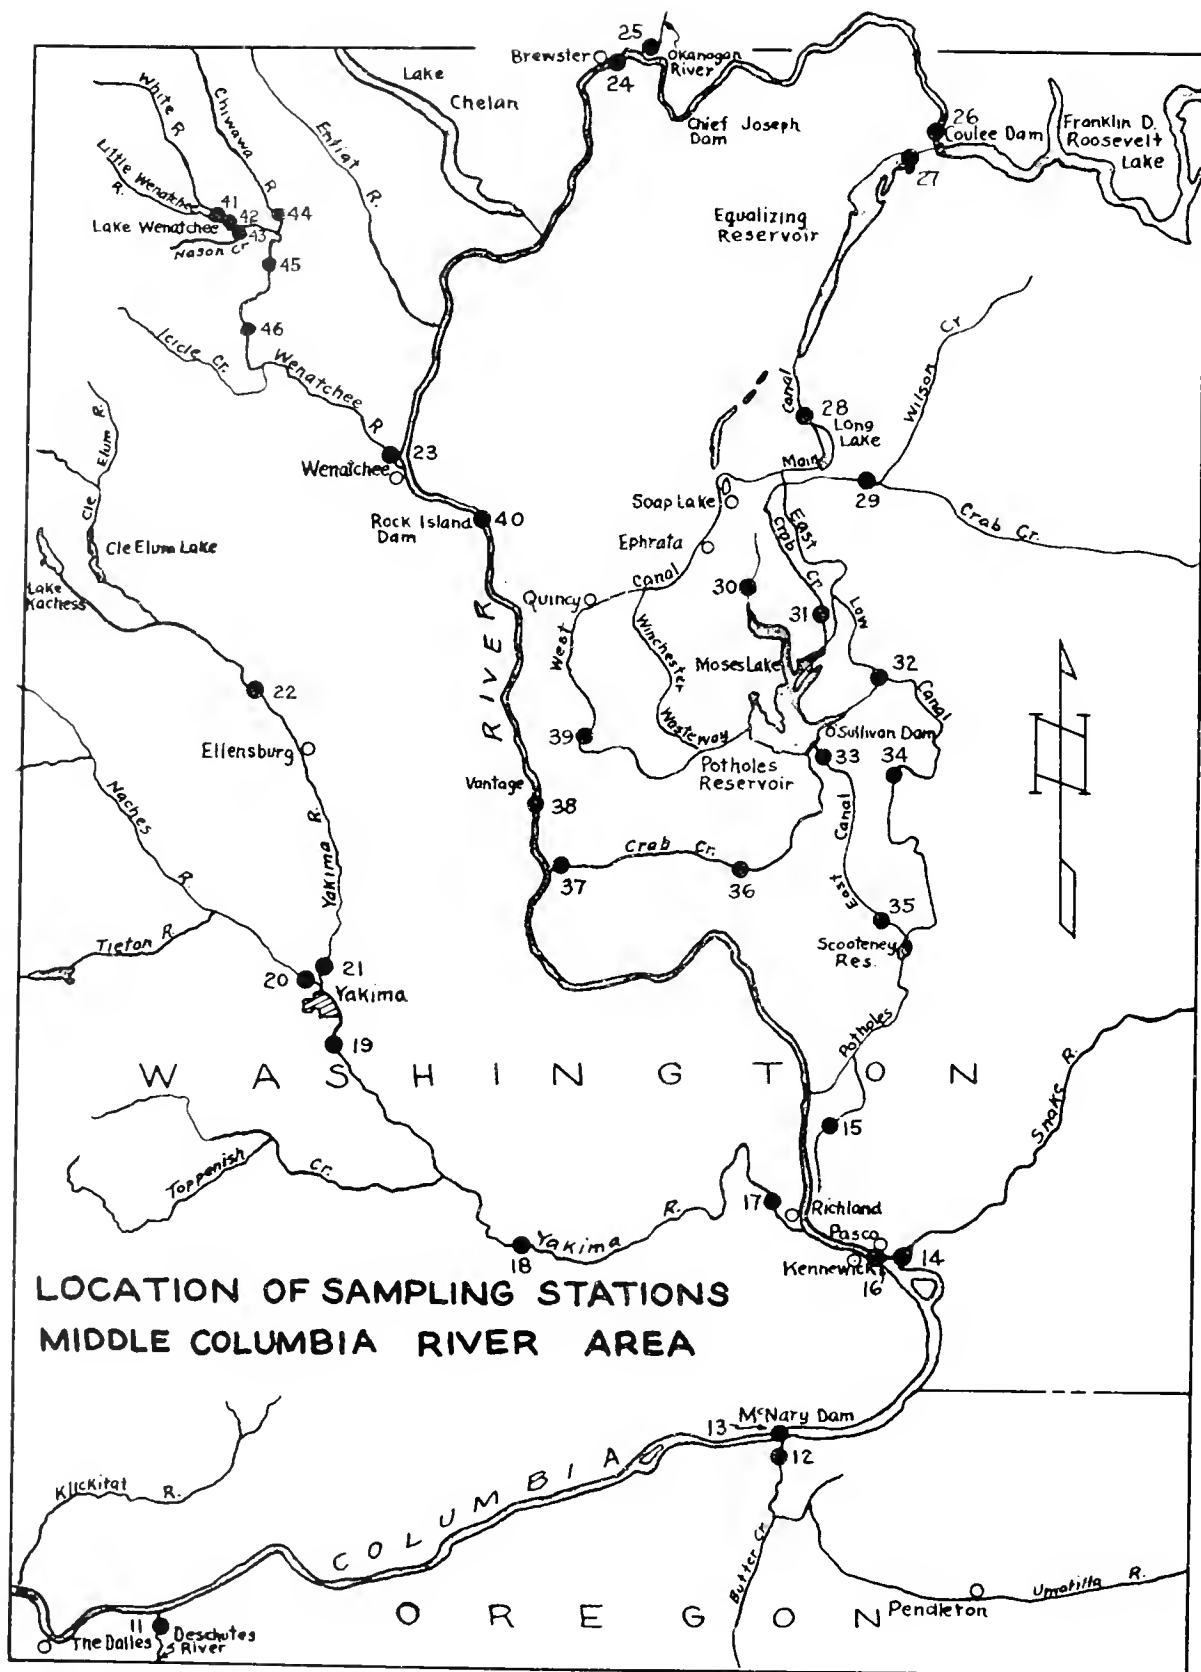 25
Brewster
Okanagan
River
24
Lake
Chelan
Chief Joseph
Dam
26
Coulee Dam
Franklin D.
Roosevelt
Lake
27
White R.
Chiwawa
R
Entiat R.
Little Wenatchee
R.
41
42
43
44
Lake Wenatchee
Nason Cr
45
46
Equalizing
Reservoir
Icicle Cr.
Wenatchee
R
Canal
28
Long
Lake
Wilson
Cr
Cle
Elum R.
23
Wenatchee
Main
29
Soap Lake
Crab Cr.
Rock Island
Dam
40
Crab
Cr.
East
Low
Canal
Ephrata
Cle Elum Lake
Lake
Kachess
Canal
30
Quincy
31
West
Winchester
Wasteway
Moses Lake
32
22
RIVER
39
O'Sullivan Dam
33
34
Ellensburg
Potholes
Reservoir
Vantage
38
Naches
R.
Yakima R.
Canal
East
Crab Cr.
37
36
35
Tieton R.
Scooteney
Res.
20
21
Yakima
19
Potholes
WASHINGTON
Snake R.
15
Toppenish
Cr.
17
Richland
Pasco
18
Yakima
R.
14
Kennewick
16
LOCATION OF SAMPLING STATIONS
MIDDLE COLUMBIA RIVER AREA
13
McNary Dam
12
Klickitat R.
COLUMBIA
Butter Cr.
Umatilla R.
Pendleton
OREGON
11
The Dalles
Deschutes
River